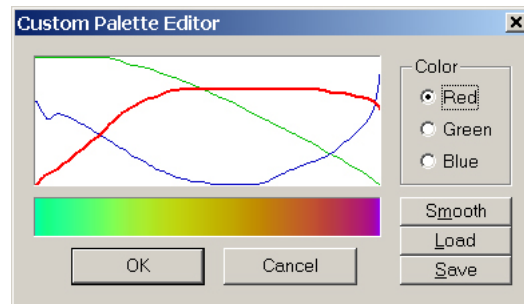 Custom Palette Editor
Color
Red
Green
Blue
Smooth
Load
Save
OK
Cancel